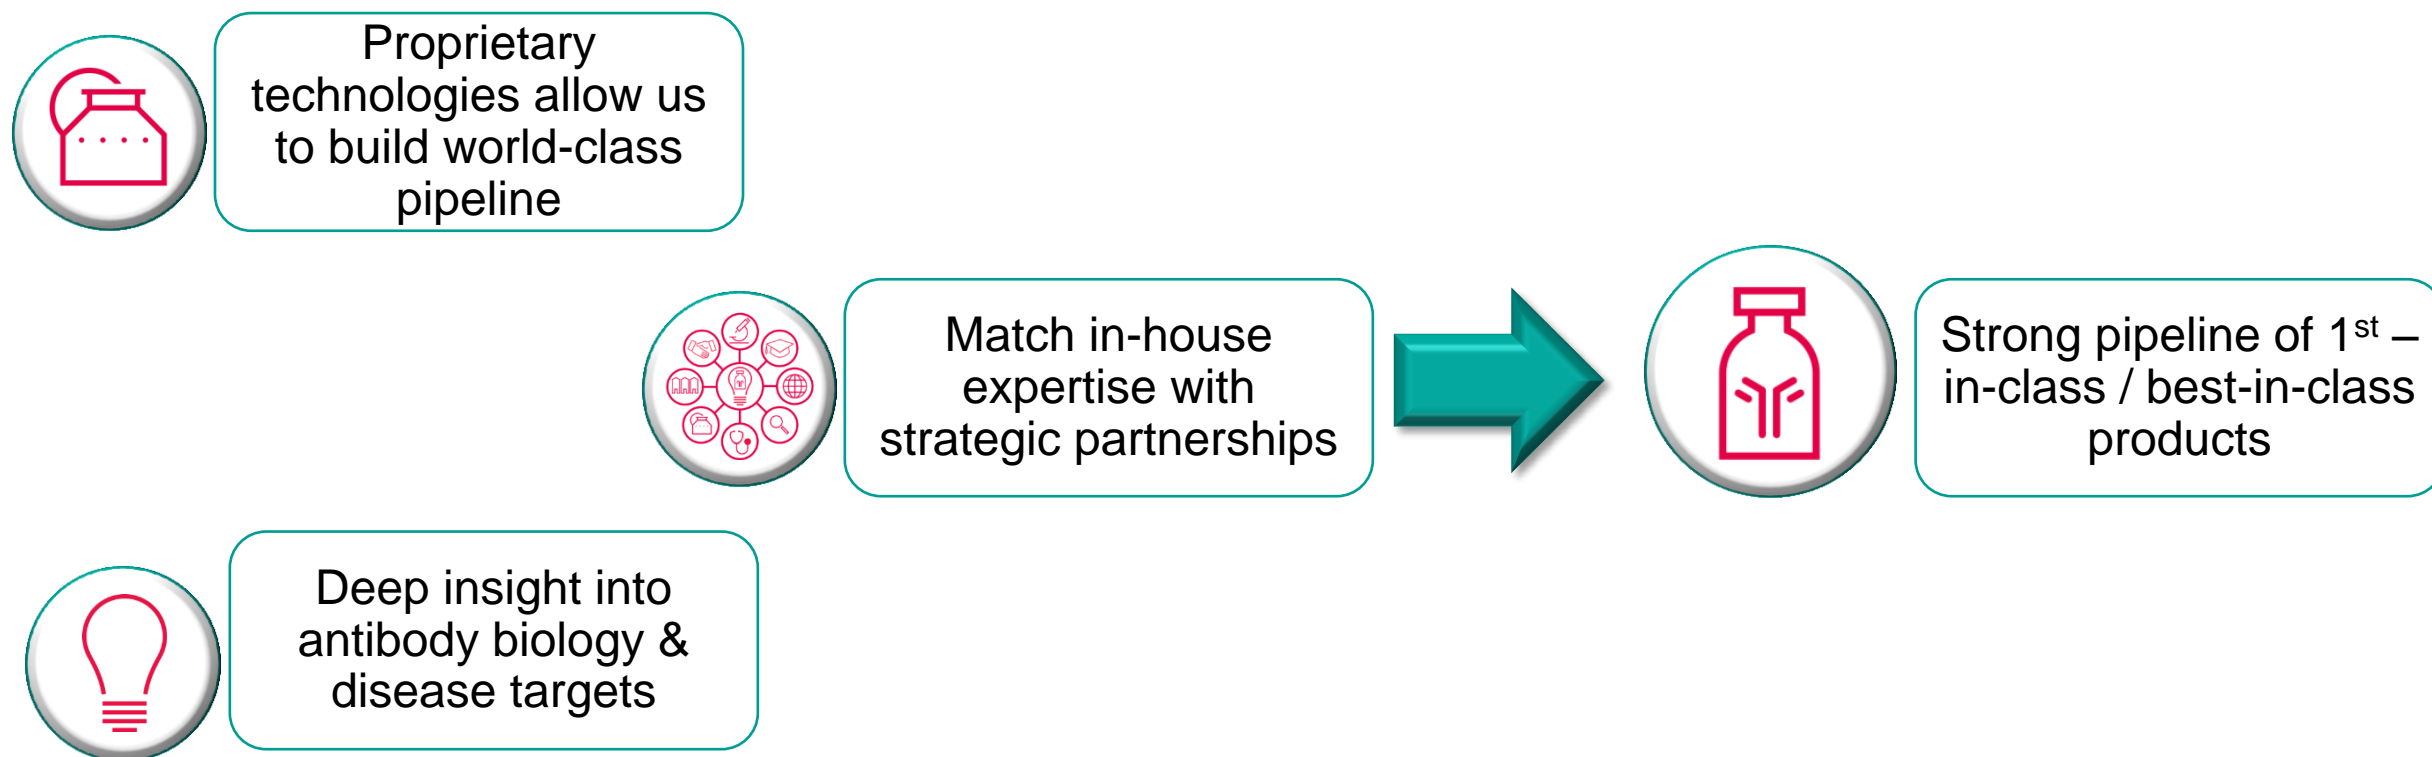 Proprietary
technologies allow us
to build world-class
pipeline
Match in-house
expertise with
strategic partnerships
Strong pipeline of 1st –
in-class / best-in-class
products
Deep insight into
antibody biology &
disease targets